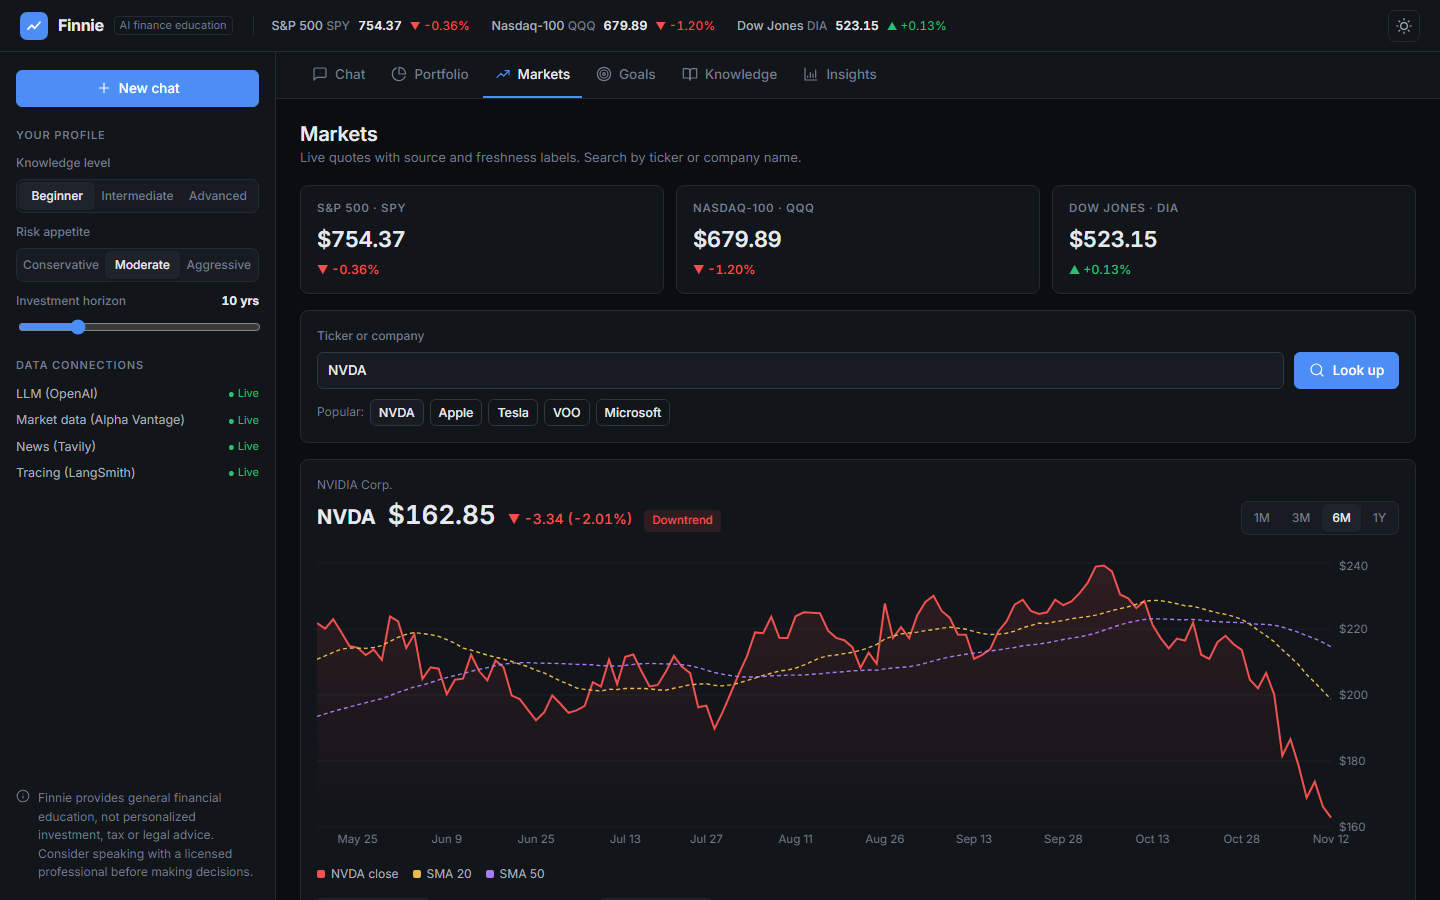 Finnie
AI finance education
S&P 500 SPY 754.37 ▼ -0.36%
Nasdaq-100 QQQ 679.89 ▼ -1.20%
Dow Jones DIA 523.15 ▲ +0.13%
+ New chat
YOUR PROFILE
Knowledge level
Beginner Intermediate Advanced
Risk appetite
Conservative Moderate Aggressive
Investment horizon 10 yrs
DATA CONNECTIONS
LLM (OpenAI) ● Live
Market data (Alpha Vantage) ● Live
News (Tavily) ● Live
Tracing (LangSmith) ● Live
Finnie provides general financial
education, not personalized
investment, tax or legal advice.
Consider speaking with a licensed
professional before making decisions.
Chat Portfolio Markets Goals Knowledge Insights
Markets
Live quotes with source and freshness labels. Search by ticker or company name.
S&P 500 · SPY
$754.37
▼ -0.36%
NASDAQ-100 · QQQ
$679.89
▼ -1.20%
DOW JONES · DIA
$523.15
▲ +0.13%
Ticker or company
NVDA
Look up
Popular: NVDA Apple Tesla VOO Microsoft
NVIDIA Corp.
NVDA $162.85 ▼ -3.34 (-2.01%) Downtrend
1M 3M 6M 1Y
$240
$220
$200
$180
$160
May 25 Jun 9 Jun 25 Jul 13 Jul 27 Aug 11 Aug 26 Sep 13 Sep 28 Oct 13 Oct 28 Nov 12
NVDA close SMA 20 SMA 50